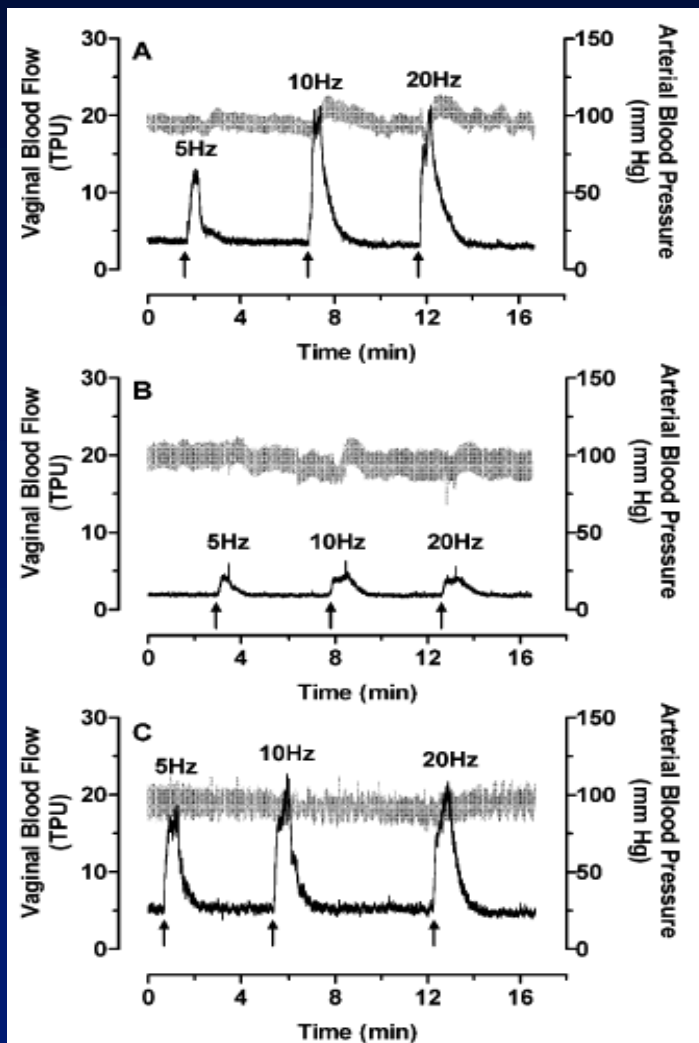 A
Vaginal Blood Flow
(TPU)
30
20
10
0
5Hz
10Hz
20Hz
150
100
50
0
Arterial Blood Pressure
(mm Hg)
0 4 8 12 16
Time (min)
B
Vaginal Blood Flow
(TPU)
30
20
10
0
5Hz
10Hz
20Hz
150
100
50
0
Arterial Blood Pressure
(mm Hg)
0 4 8 12 16
Time (min)
C
Vaginal Blood Flow
(TPU)
30
20
10
0
5Hz
10Hz
20Hz
150
100
50
0
Arterial Blood Pressure
(mm Hg)
0 4 8 12 16
Time (min)